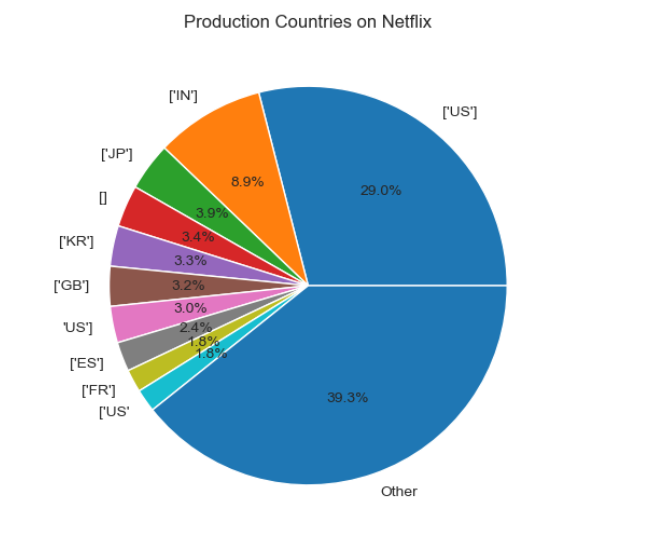 Production Countries on Netflix
['IN']
['US']
['JP']
8.9%
29.0%
[]
3.9%
3.4%
['KR']
3.3%
['GB']
3.2%
3.0%
'US']
2.4%
1.8%
['ES']
1.8%
['FR']
['US'
39.3%
Other